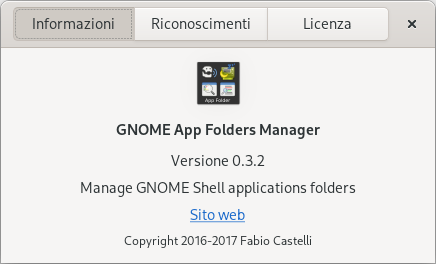 Informazioni Riconoscimenti Licenza ×
App Folder
GNOME App Folders Manager
Versione 0.3.2
Manage GNOME Shell applications folders
Sito web
Copyright 2016-2017 Fabio Castelli